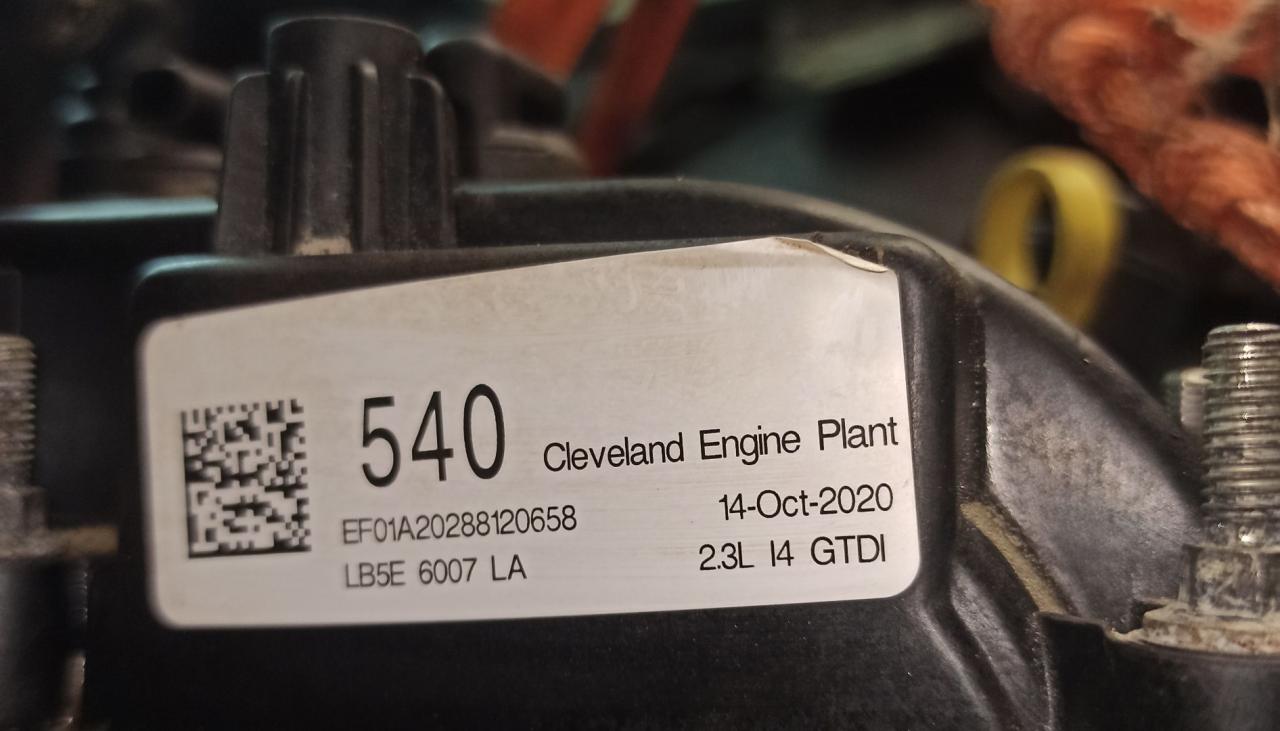 540 Cleveland Engine Plant
EF01A20288120658 14-Oct-2020
LB5E 6007 LA 2.3L I4 GTDI